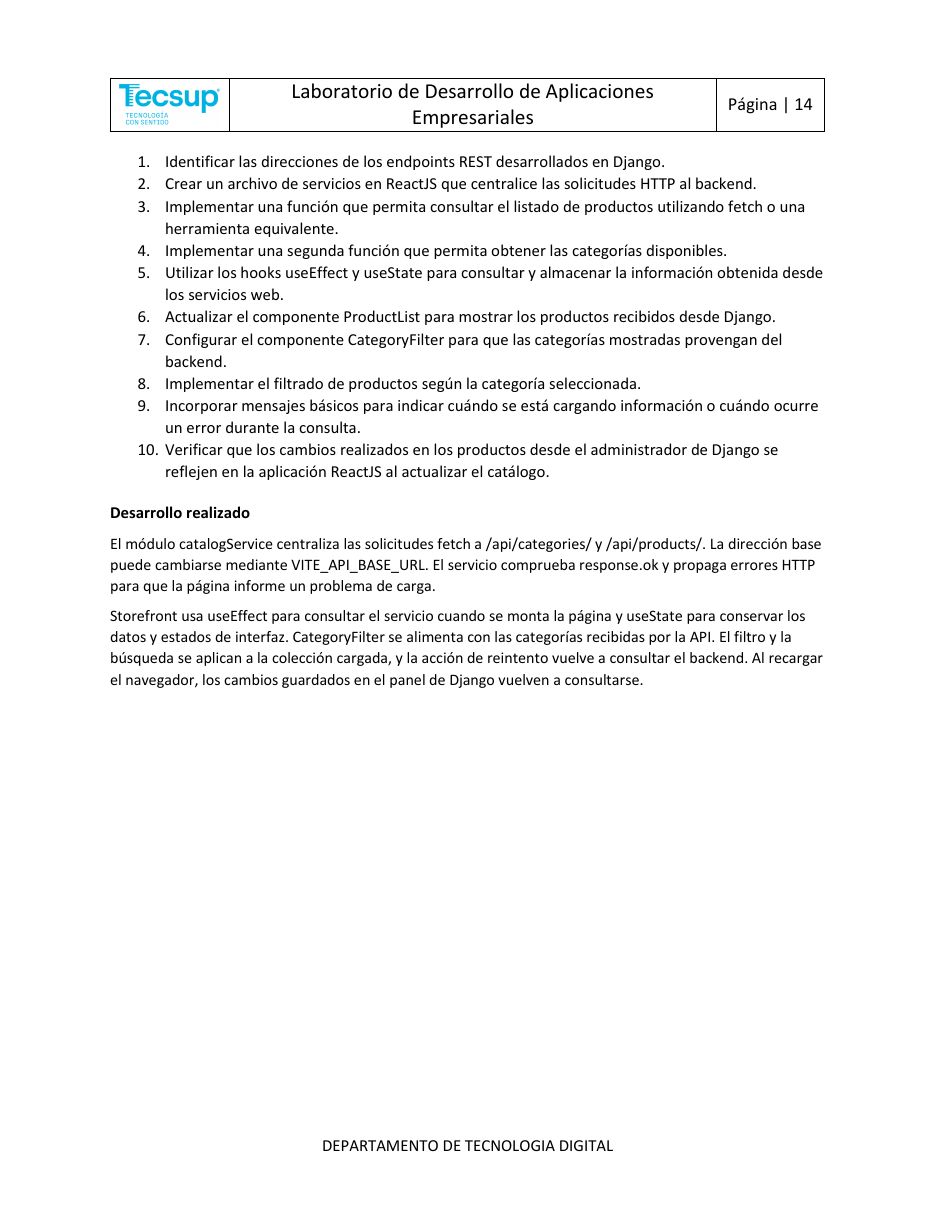 Tecsup
TECNOLOGÍA
CON SENTIDO
Laboratorio de Desarrollo de Aplicaciones
Empresariales
Página | 14
1. Identificar las direcciones de los endpoints REST desarrollados en Django.
2. Crear un archivo de servicios en ReactJS que centralice las solicitudes HTTP al backend.
3. Implementar una función que permita consultar el listado de productos utilizando fetch o una
herramienta equivalente.
4. Implementar una segunda función que permita obtener las categorías disponibles.
5. Utilizar los hooks useEffect y useState para consultar y almacenar la información obtenida desde
los servicios web.
6. Actualizar el componente ProductList para mostrar los productos recibidos desde Django.
7. Configurar el componente CategoryFilter para que las categorías mostradas provengan del
backend.
8. Implementar el filtrado de productos según la categoría seleccionada.
9. Incorporar mensajes básicos para indicar cuándo se está cargando información o cuándo ocurre
un error durante la consulta.
10. Verificar que los cambios realizados en los productos desde el administrador de Django se
reflejen en la aplicación ReactJS al actualizar el catálogo.
Desarrollo realizado
El módulo catalogService centraliza las solicitudes fetch a /api/categories/ y /api/products/. La dirección base
puede cambiarse mediante VITE_API_BASE_URL. El servicio comprueba response.ok y propaga errores HTTP
para que la página informe un problema de carga.
Storefront usa useEffect para consultar el servicio cuando se monta la página y useState para conservar los
datos y estados de interfaz. CategoryFilter se alimenta con las categorías recibidas por la API. El filtro y la
búsqueda se aplican a la colección cargada, y la acción de reintento vuelve a consultar el backend. Al recargar
el navegador, los cambios guardados en el panel de Django vuelven a consultarse.
DEPARTAMENTO DE TECNOLOGIA DIGITAL